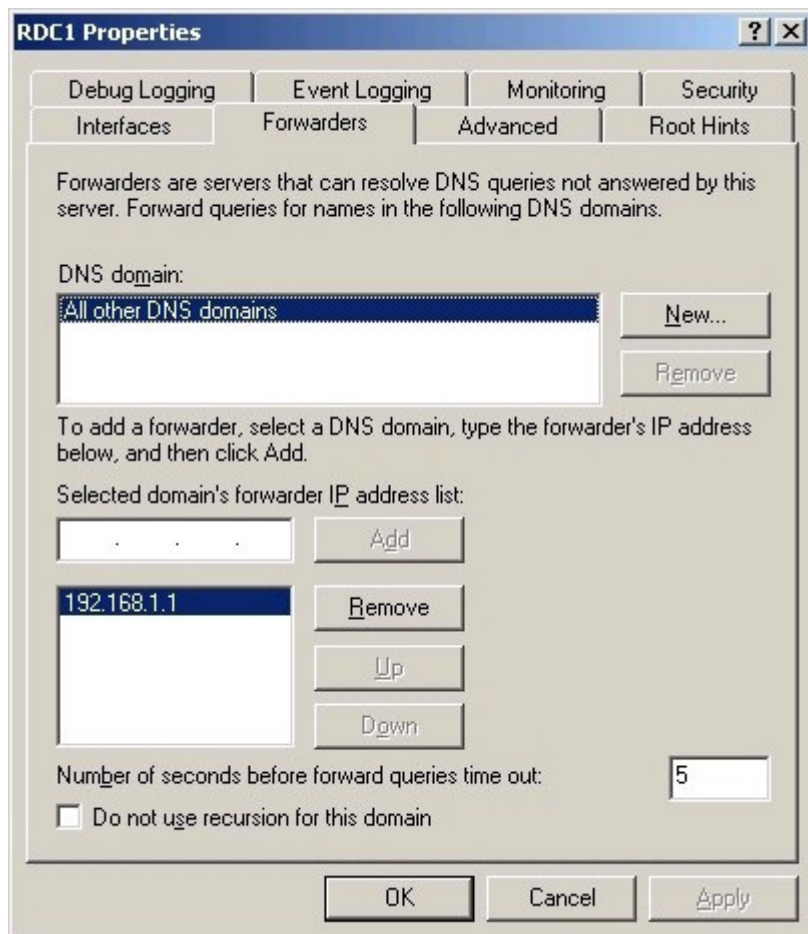 RDC1 Properties
Debug Logging
Event Logging
Monitoring
Security
Interfaces
Forwarders
Advanced
Root Hints
Forwarders are servers that can resolve DNS queries not answered by this
server. Forward queries for names in the following DNS domains.
DNS domain:
All other DNS domains
New...
Remove
To add a forwarder, select a DNS domain, type the forwarder's IP address
below, and then click Add.
Selected domain's forwarder IP address list:
. . .
Add
192.168.1.1
Remove
Up
Down
Number of seconds before forward queries time out:
5
Do not use recursion for this domain
OK
Cancel
Apply